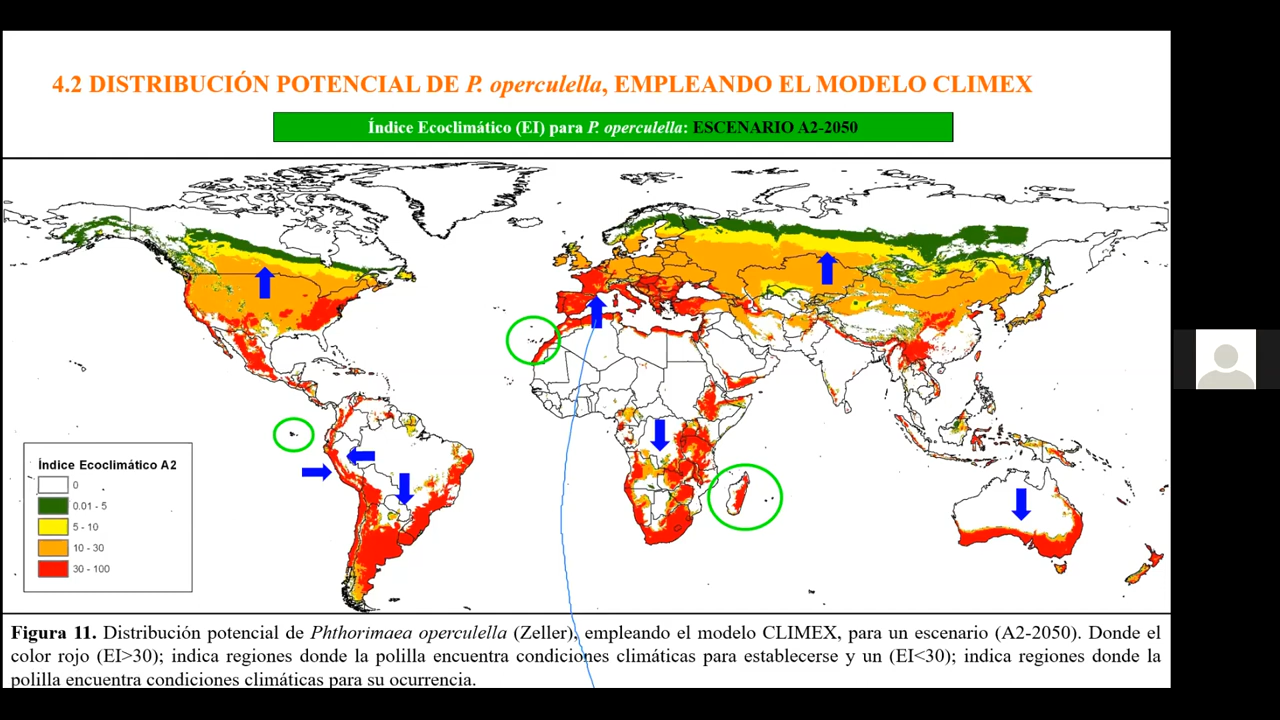 4.2 DISTRIBUCIÓN POTENCIAL DE P. operculella, EMPLEANDO EL MODELO CLIMEX
Índice Ecoclimático (EI) para P. operculella: ESCENARIO A2-2050
Índice Ecoclimático A2
0
0.01 - 5
5 - 10
10 - 30
30 - 100
Figura 11. Distribución potencial de Phthorimaea operculella (Zeller), empleando el modelo CLIMEX, para un escenario (A2-2050). Donde el
color rojo (EI>30); indica regiones donde la polilla encuentra condiciones climáticas para establecerse y un (EI<30); indica regiones donde la
polilla encuentra condiciones climáticas para su ocurrencia.